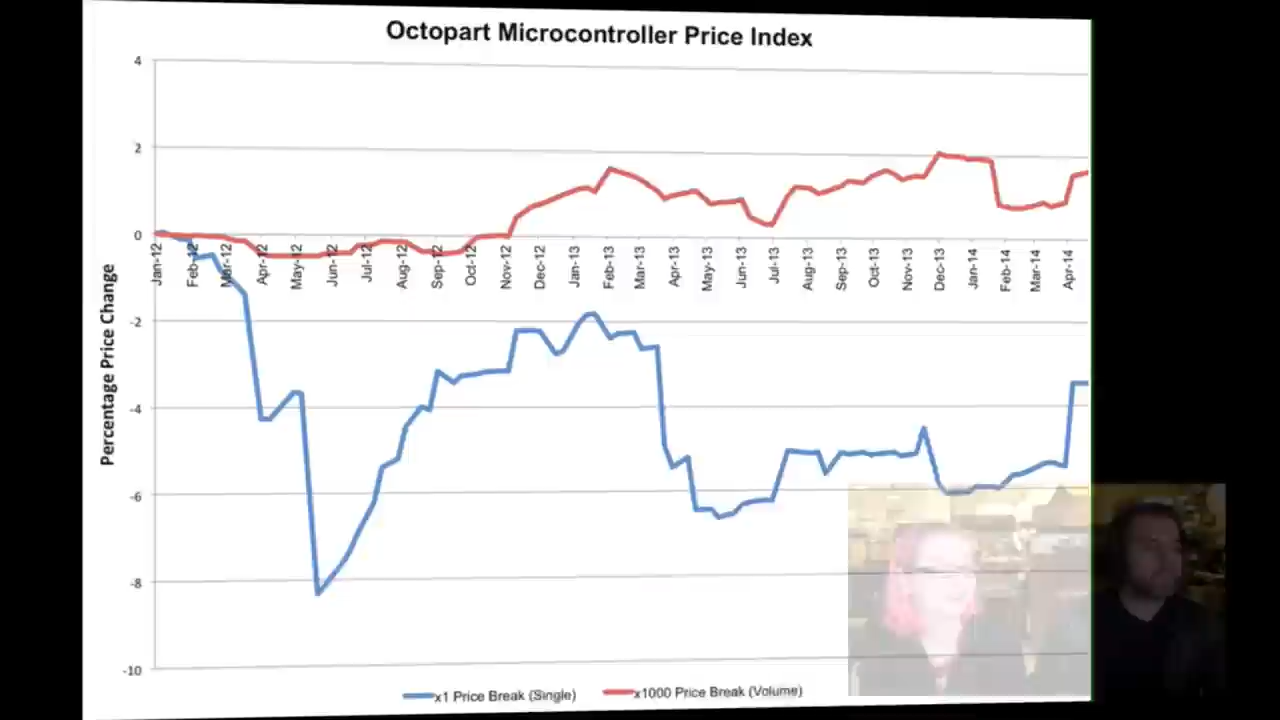 Octopart Microcontroller Price Index
Percentage Price Change
4
2
0
-2
-4
-6
-8
-10
Jan-12
Feb-12
Mar-12
Apr-12
May-12
Jun-12
Jul-12
Aug-12
Sep-12
Oct-12
Nov-12
Dec-12
Jan-13
Feb-13
Mar-13
Apr-13
May-13
Jun-13
Jul-13
Aug-13
Sep-13
Oct-13
Nov-13
Dec-13
Jan-14
Feb-14
Mar-14
Apr-14
x1 Price Break (Single)
x1000 Price Break (Volume)